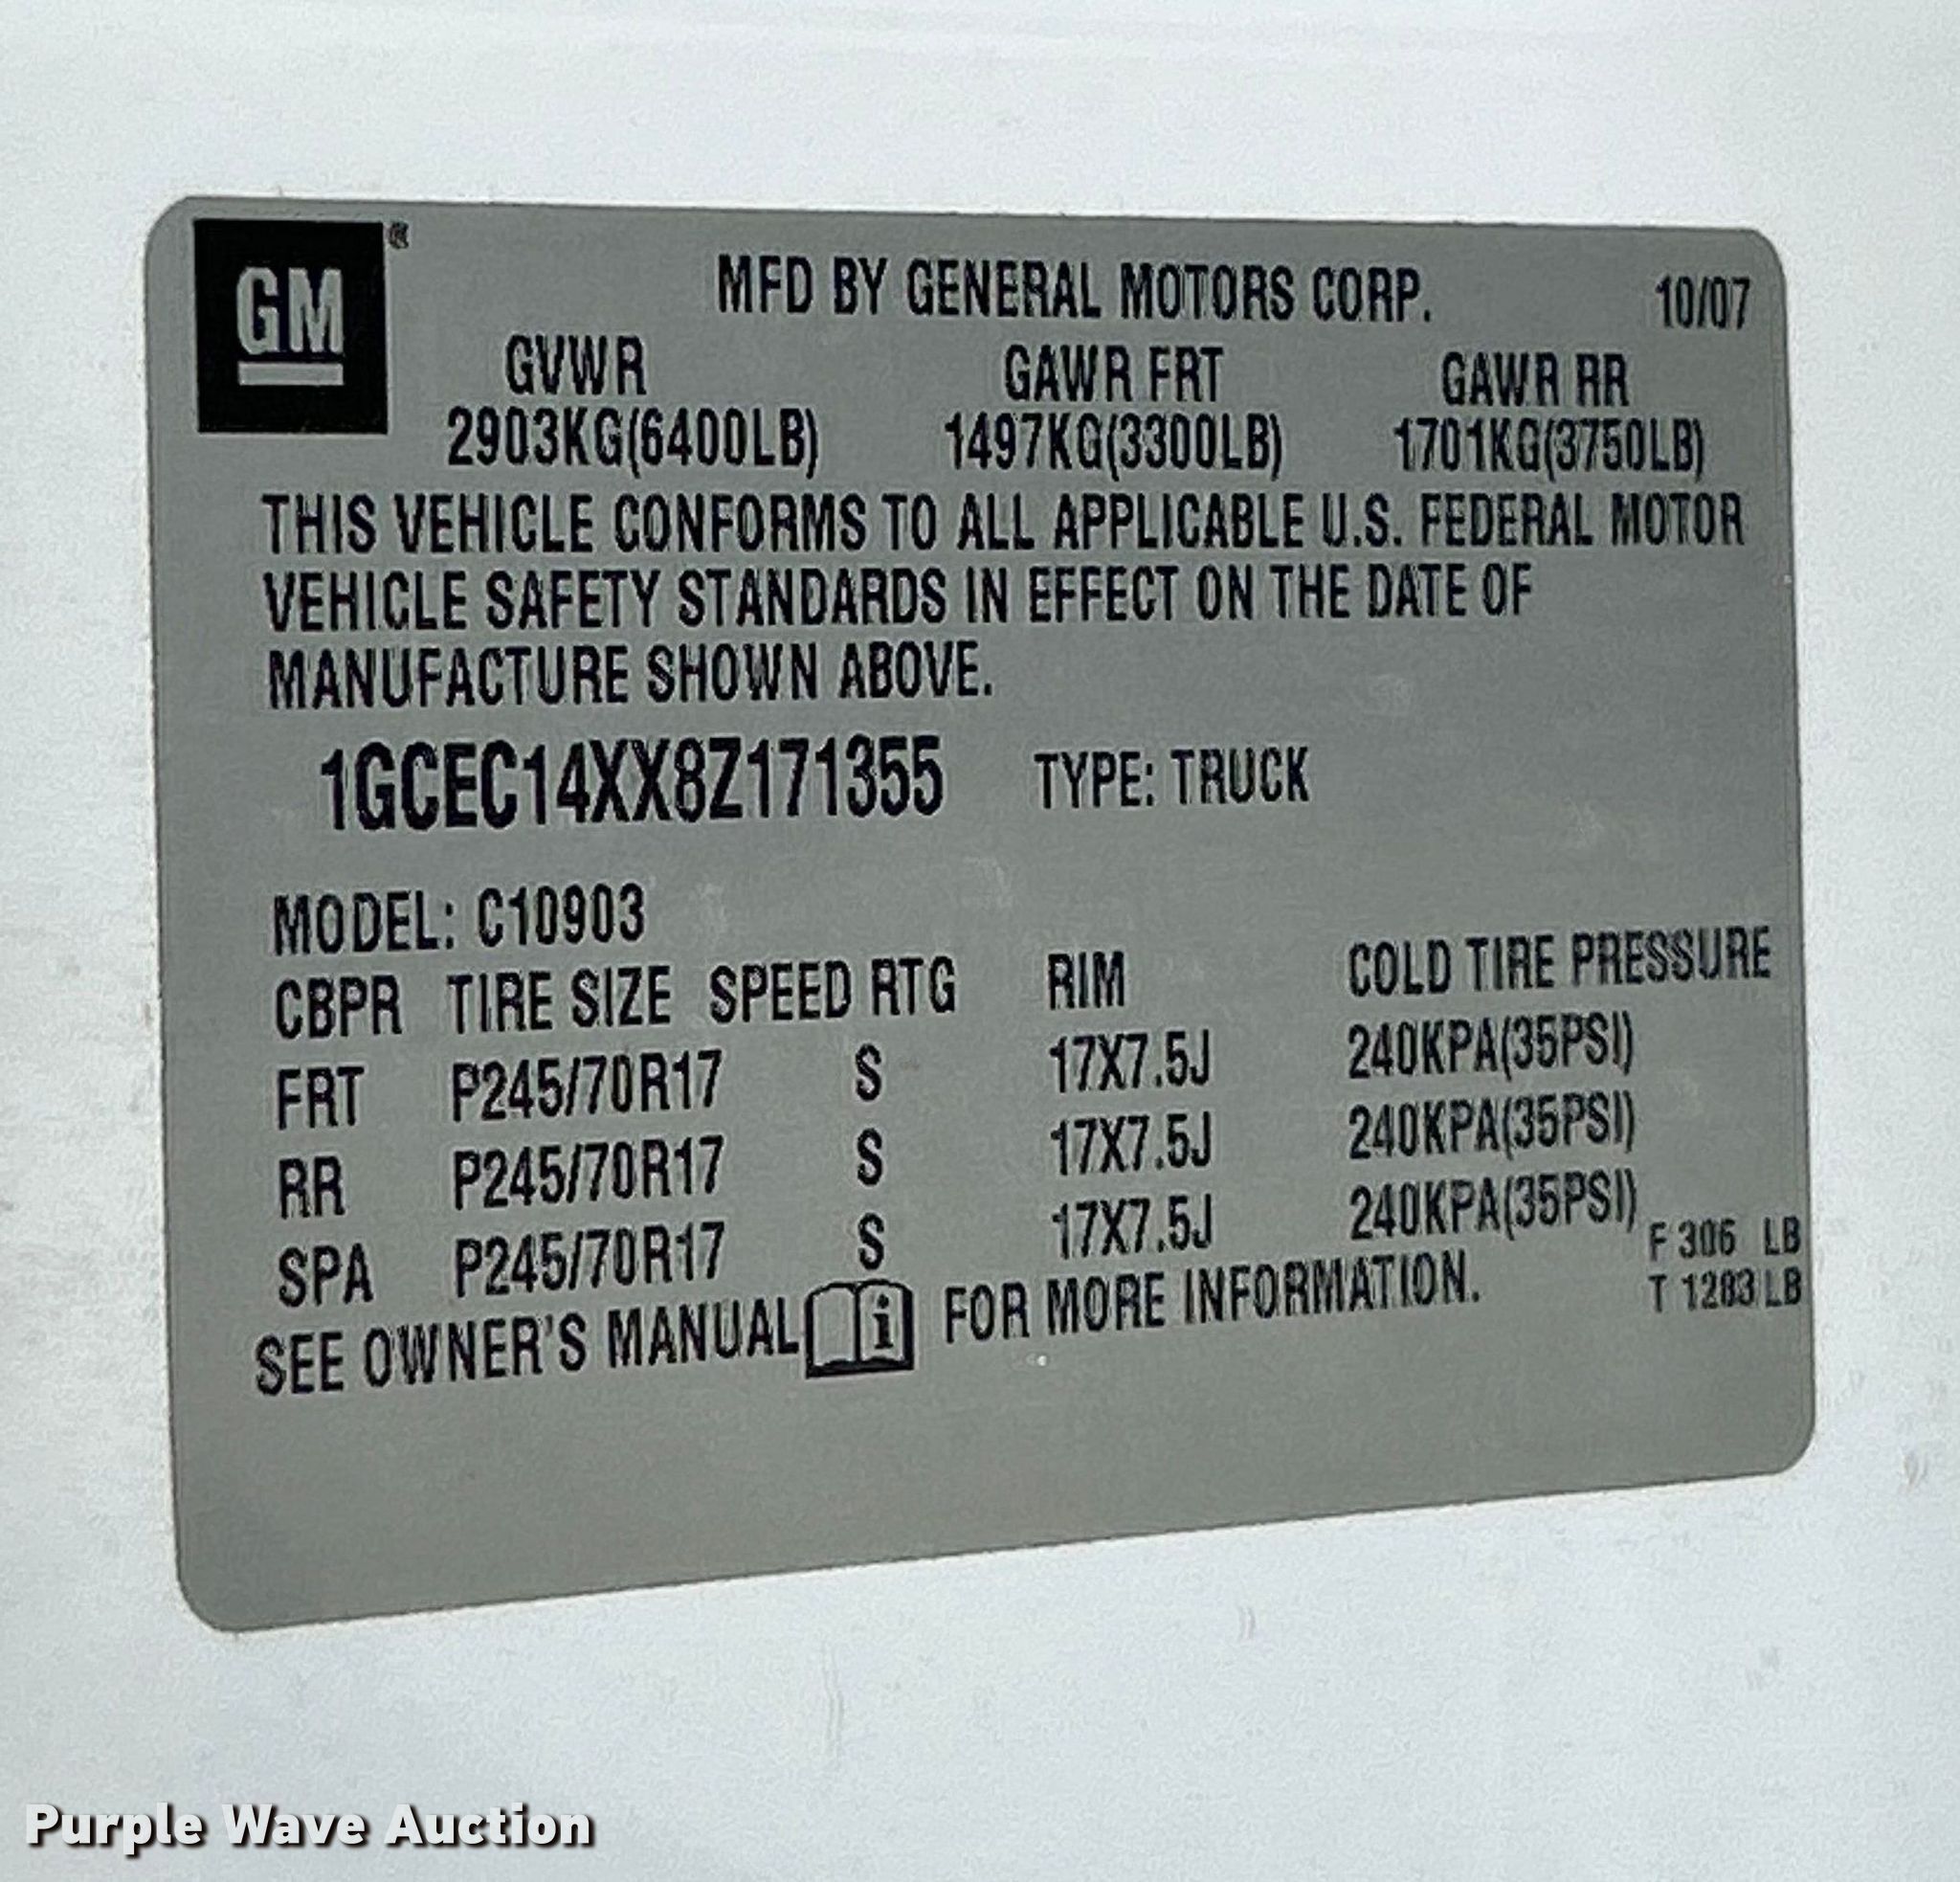 GM ®
MFD BY GENERAL MOTORS CORP. 10/07
GVWR GAWR FRT GAWR RR
2903KG(6400LB) 1497KG(3300LB) 1701KG(3750LB)
THIS VEHICLE CONFORMS TO ALL APPLICABLE U.S. FEDERAL MOTOR
VEHICLE SAFETY STANDARDS IN EFFECT ON THE DATE OF
MANUFACTURE SHOWN ABOVE.
1GCEC14XX8Z171355 TYPE: TRUCK
MODEL: C10903
CBPR TIRE SIZE SPEED RTG RIM COLD TIRE PRESSURE
FRT P245/70R17 S 17X7.5J 240KPA(35PSI)
RR P245/70R17 S 17X7.5J 240KPA(35PSI)
SPA P245/70R17 S 17X7.5J 240KPA(35PSI)
SEE OWNER'S MANUAL i FOR MORE INFORMATION.
F 306 LB
T 1283 LB
Purple Wave Auction